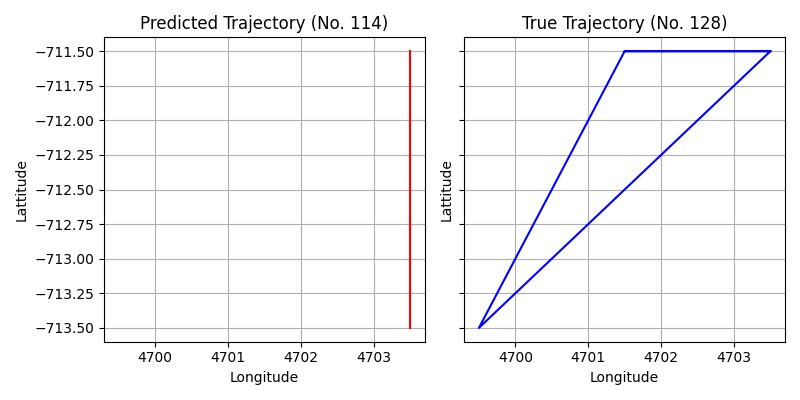 Predicted Trajectory (No. 114)
True Trajectory (No. 128)
Lattitude
−711.50
−711.75
−712.00
−712.25
−712.50
−712.75
−713.00
−713.25
−713.50
4700 4701 4702 4703
Longitude
Lattitude
4700 4701 4702 4703
Longitude